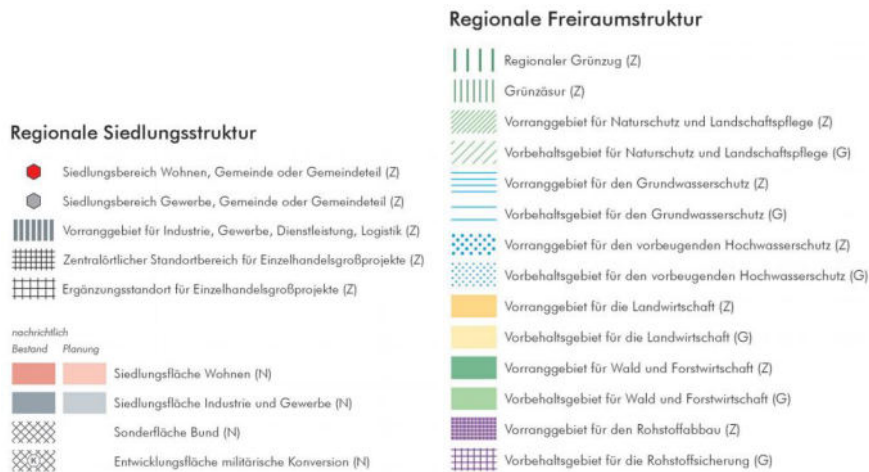 Regionale Siedlungsstruktur
Siedlungsbereich Wohnen, Gemeinde oder Gemeindeteil (Z)
Siedlungsbereich Gewerbe, Gemeinde oder Gemeindeteil (Z)
Vorranggebiet für Industrie, Gewerbe, Dienstleistung, Logistik (Z)
Zentralörtlicher Standortbereich für Einzelhandelsgroßprojekte (Z)
Ergänzungsstandort für Einzelhandelsgroßprojekte (Z)
nachrichtlich
Bestand Planung
Siedlungsfläche Wohnen (N)
Siedlungsfläche Industrie und Gewerbe (N)
Sonderfläche Bund (N)
K
Entwicklungsfläche militärische Konversion (N)
Regionale Freiraumstruktur
Regionaler Grünzug (Z)
Grünzäsur (Z)
Vorranggebiet für Naturschutz und Landschaftspflege (Z)
Vorbehaltsgebiet für Naturschutz und Landschaftspflege (G)
Vorranggebiet für den Grundwasserschutz (Z)
Vorbehaltsgebiet für den Grundwasserschutz (G)
Vorranggebiet für den vorbeugenden Hochwasserschutz (Z)
Vorbehaltsgebiet für den vorbeugenden Hochwasserschutz (G)
Vorranggebiet für die Landwirtschaft (Z)
Vorbehaltsgebiet für die Landwirtschaft (G)
Vorranggebiet für Wald und Forstwirtschaft (Z)
Vorbehaltsgebiet für Wald und Forstwirtschaft (G)
Vorranggebiet für den Rohstoffabbau (Z)
Vorbehaltsgebiet für die Rohstoffsicherung (G)